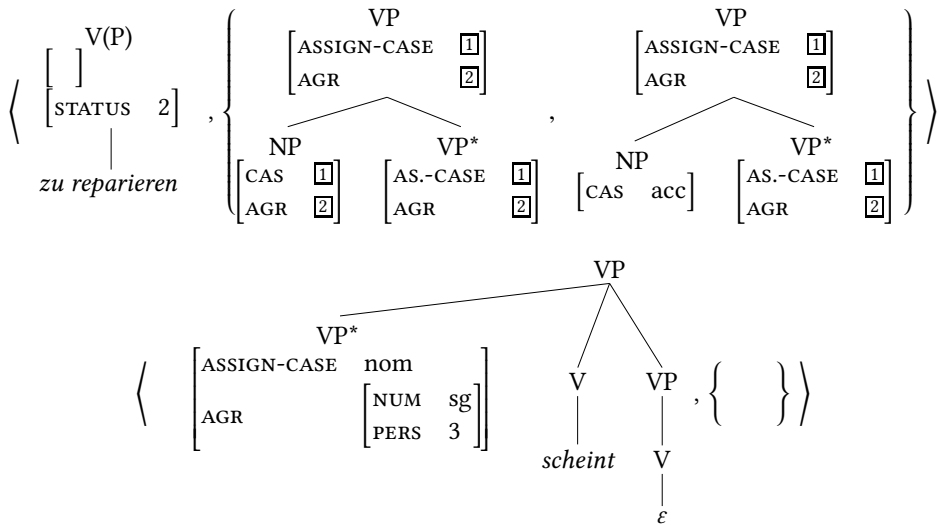 V(P)
[ ]
[STATUS 2]
zu reparieren
VP
[ASSIGN-CASE 1
AGR 2]
NP
[CAS 1
AGR 2]
VP*
[AS.-CASE 1
AGR 2]
,
VP
[ASSIGN-CASE 1
AGR 2]
NP
[CAS acc]
VP*
[AS.-CASE 1
AGR 2]
VP
VP*
[ASSIGN-CASE nom
AGR [NUM sg
PERS 3]]
V
scheint
VP
V
ε
, { }